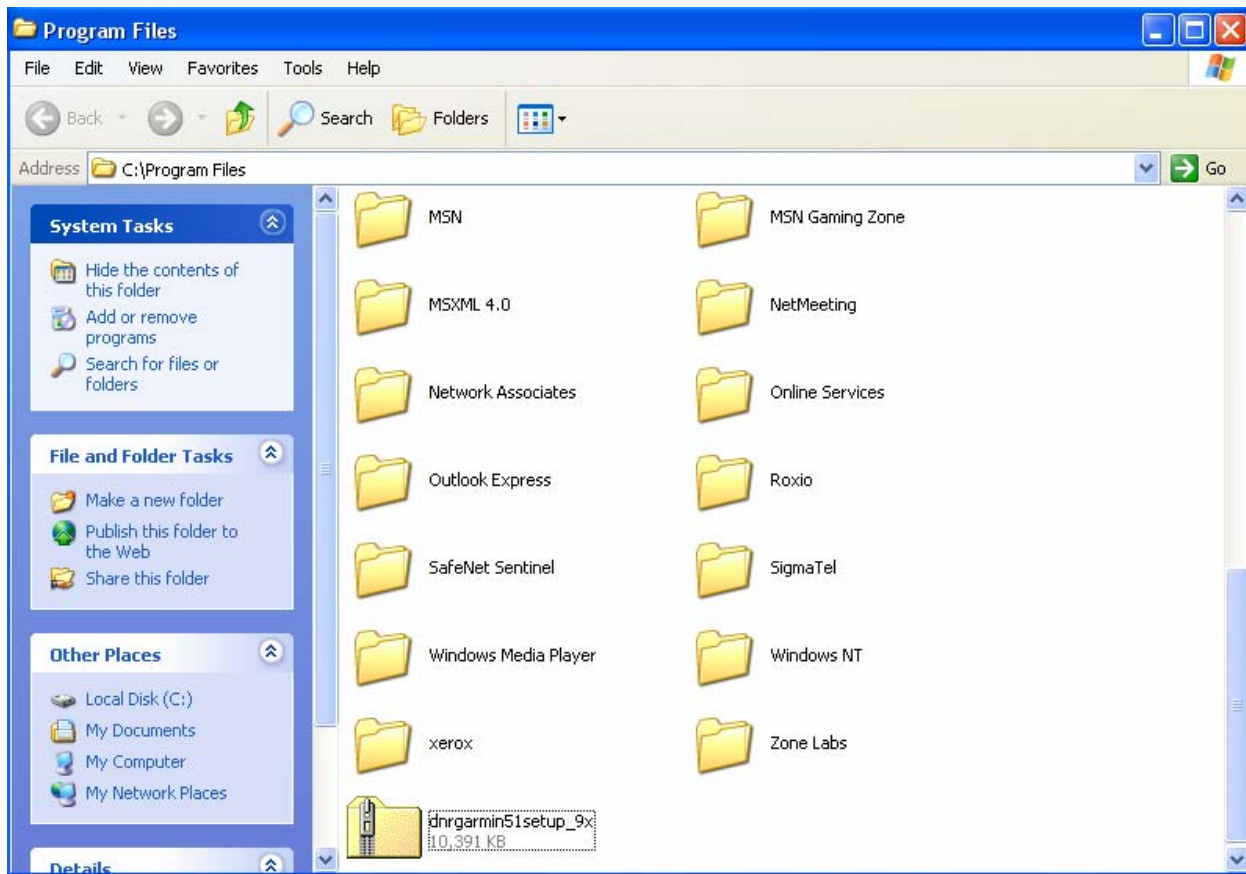 Program Files
File Edit View Favorites Tools Help
Back Search Folders
Address C:\Program Files Go
System Tasks
Hide the contents of
this folder
Add or remove
programs
Search for files or
folders
File and Folder Tasks
Make a new folder
Publish this folder to
the Web
Share this folder
Other Places
Local Disk (C:)
My Documents
My Computer
My Network Places
Details
MSN
MSN Gaming Zone
MSXML 4.0
NetMeeting
Network Associates
Online Services
Outlook Express
Roxio
SafeNet Sentinel
SigmaTel
Windows Media Player
Windows NT
xerox
Zone Labs
dnrgarmin51setup_9x
10,391 KB